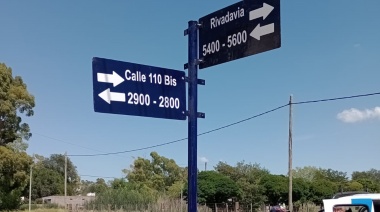 Rivadavia
5400 - 5600
Calle 110 Bis
2900 - 2800